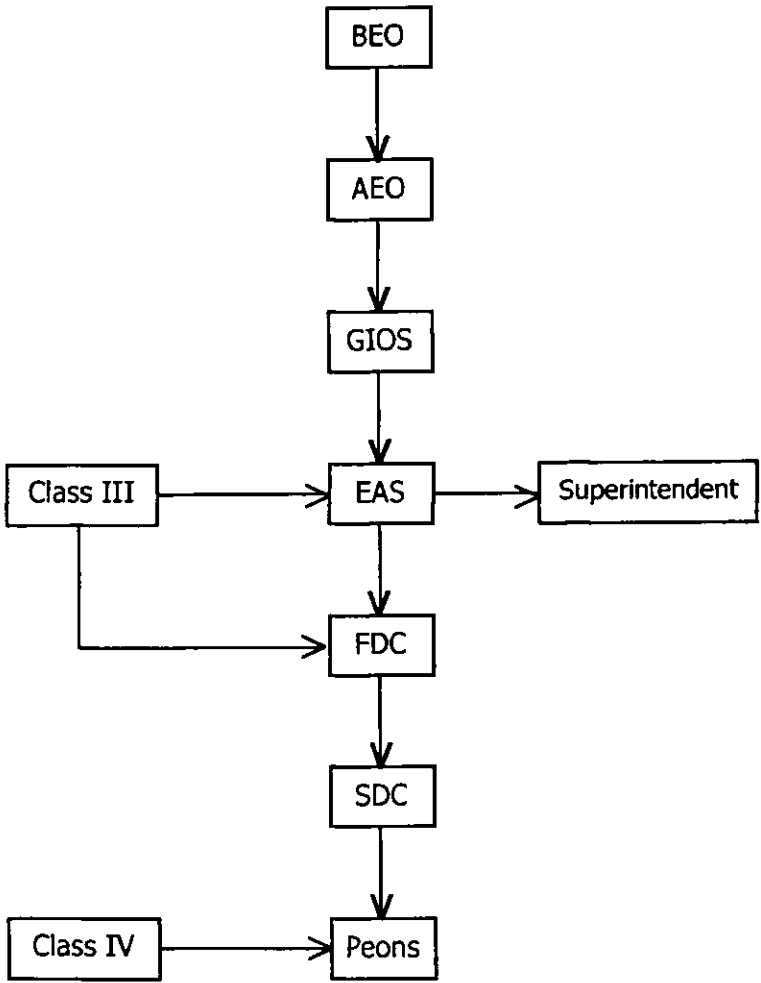 BEO
AEO
GIOS
Class III
EAS
Superintendent
FDC
SDC
Class IV
Peons